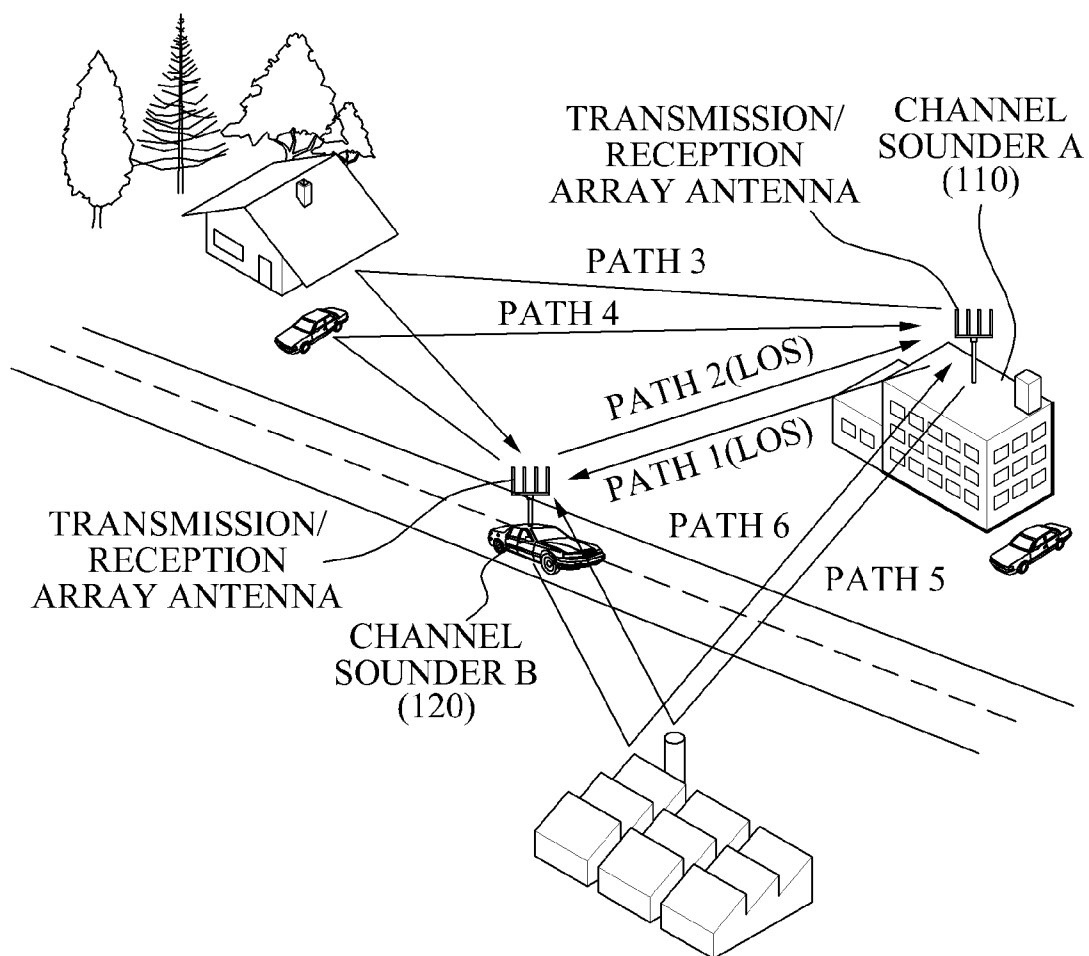 TRANSMISSION/
RECEPTION
ARRAY ANTENNA
CHANNEL
SOUNDER A
(110)
PATH 3
PATH 4
PATH 2(LOS)
PATH 1(LOS)
PATH 6
PATH 5
TRANSMISSION/
RECEPTION
ARRAY ANTENNA
CHANNEL
SOUNDER B
(120)